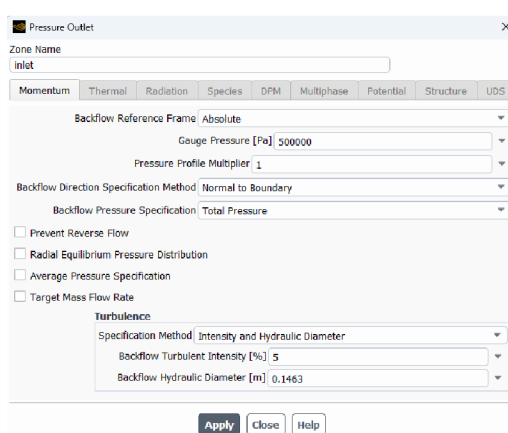 Pressure Outlet
Zone Name
inlet
Momentum Thermal Radiation Species DPM Multiphase Potential Structure UDS
Backflow Reference Frame Absolute
Gauge Pressure [Pa] 500000
Pressure Profile Multiplier 1
Backflow Direction Specification Method Normal to Boundary
Backflow Pressure Specification Total Pressure
Prevent Reverse Flow
Radial Equilibrium Pressure Distribution
Average Pressure Specification
Target Mass Flow Rate
Turbulence
Specification Method Intensity and Hydraulic Diameter
Backflow Turbulent Intensity [%] 5
Backflow Hydraulic Diameter [m] 0.1463
Apply Close Help